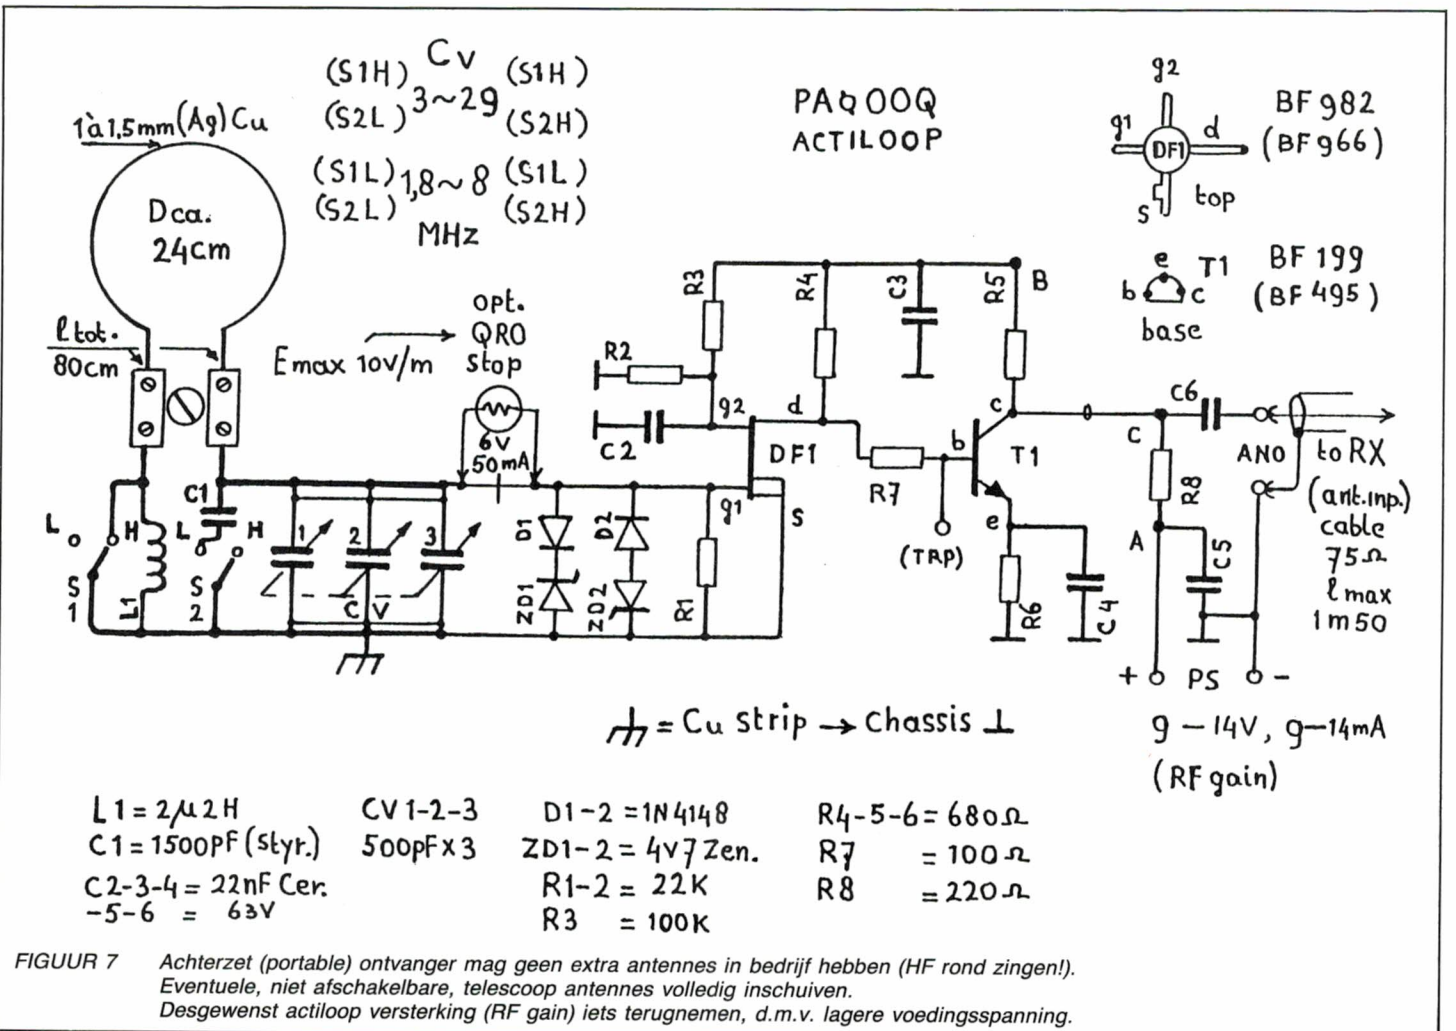 PAØOOQ
ACTILOOP
Cv
(S1H) 3~29 (S1H)
(S2L) (S2H)
(S1L) 1,8~8 (S1L)
(S2L) (S2H)
MHz
1à1,5mm(Ag)Cu
Dca.
24cm
l tot.
80cm
Emax 10V/m
opt.
QRO
stop
6V
50mA
g2
g1
d
DF1
S
top
BF 982
(BF 966)
e
T1
b
c
base
BF 199
(BF 495)
R3
R4
C3
R5
B
R2
C2
g2
d
DF1
g1
S
R7
b
c
T1
e
(TRP)
R6
C4
C
C6
R8
A
C5
ANO
to RX
(ant.inp.)
cable
75Ω
l max
1m50
+ PS -
9 – 14V, 9–14mA
(RF gain)
L
H
S
1
L1
C1
L
H
S
2
1
2
3
C V
D1
D2
ZD1
ZD2
R1
= Cu strip → Chassis ⊥
L1 = 2µ2H
C1 = 1500PF (Styr.)
C2-3-4 = 22nF Cer.
-5-6 = 63V
CV 1-2-3
500pF x 3
D1-2 = 1N4148
ZD1-2 = 4V7 Zen.
R1-2 = 22K
R3 = 100K
R4-5-6 = 680Ω
R7 = 100Ω
R8 = 220Ω
FIGUUR 7 Achterzet (portable) ontvanger mag geen extra antennes in bedrijf hebben (HF rond zingen!).
Eventuele, niet afschakelbare, telescoop antennes volledig inschuiven.
Desgewenst actiloop versterking (RF gain) iets terugnemen, d.m.v. lagere voedingsspanning.